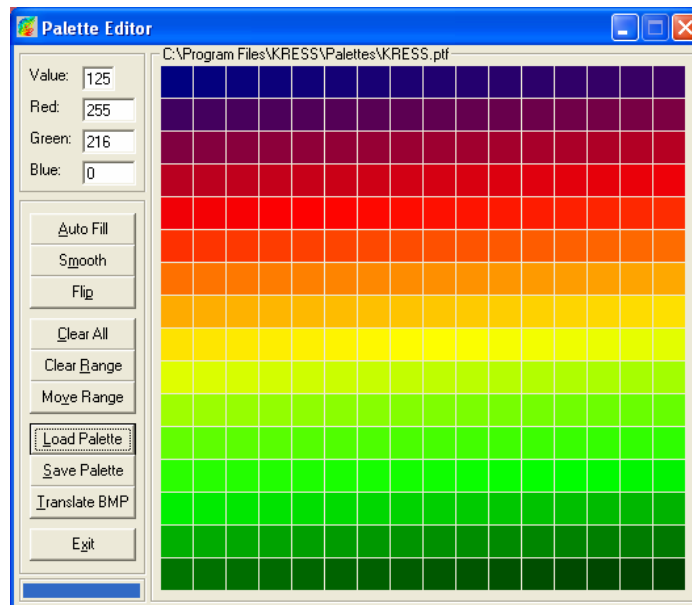 Palette Editor
C:\Program Files\KRESS\Palettes\KRESS.ptf
Value: 125
Red: 255
Green: 216
Blue: 0
Auto Fill
Smooth
Flip
Clear All
Clear Range
Move Range
Load Palette
Save Palette
Translate BMP
Exit